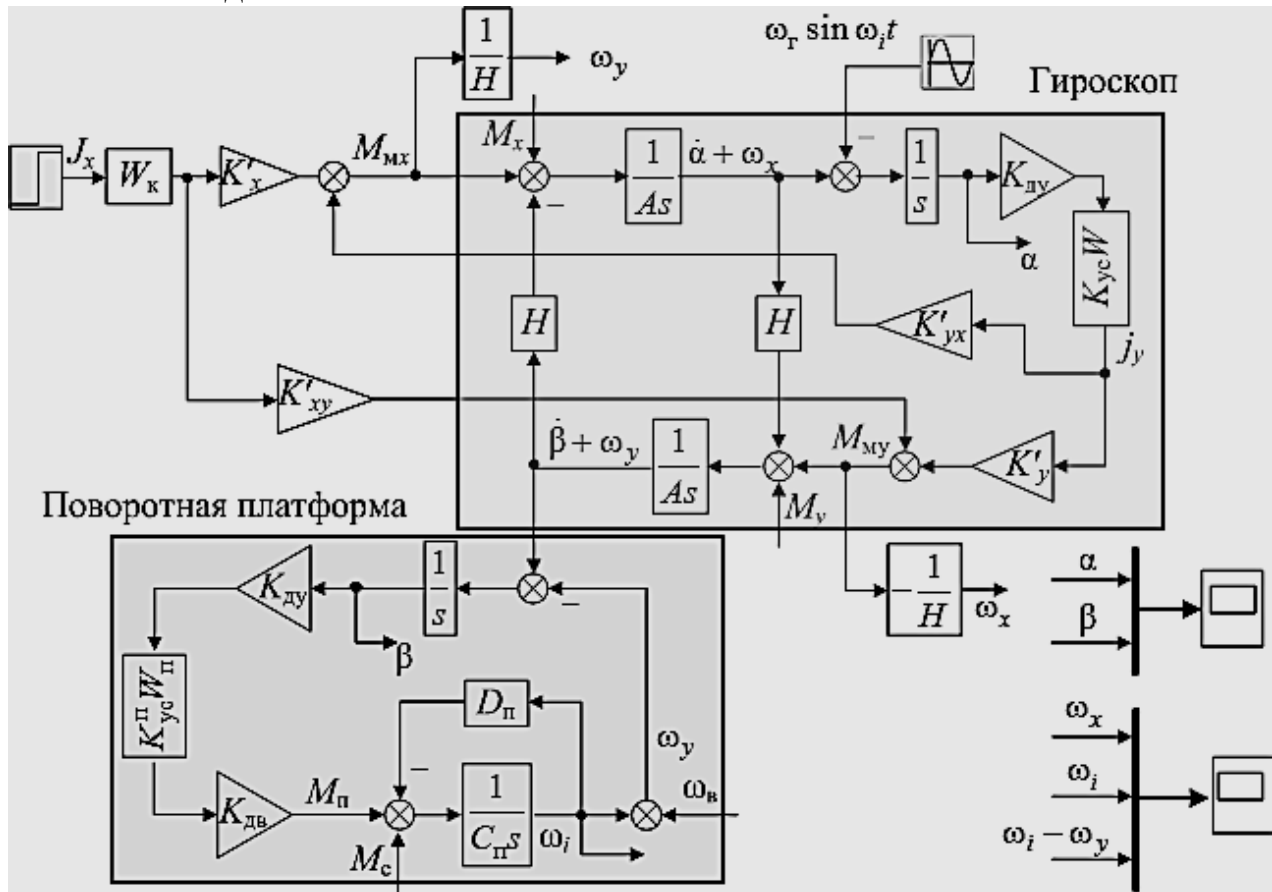 1
H
ω_y
ω_г sin ω_i t
Гироскоп
J_x
W_к
K'_x
M_мx
M_x
−
1
As
α̇ + ω_x
−
1
s
K_ду
α
K_ус W
H
H
K'_yx
j_y
K'_xy
β̇ + ω_y
1
As
M_му
K'_y
M_y
Поворотная платформа
K_ду
1
s
−
β
− 1
H
ω_x
K^п_ус W_п
D_п
ω_y
−
K_дв
M_п
1
C_п s
ω_i
ω_в
M_с
α
β
ω_x
ω_i
ω_i − ω_y